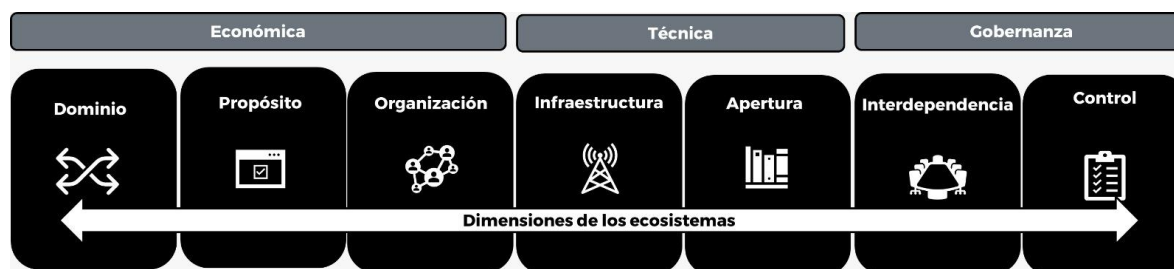 Económica
Técnica
Gobernanza
Dominio
Propósito
Organización
Infraestructura
Apertura
Interdependencia
Control
Dimensiones de los ecosistemas